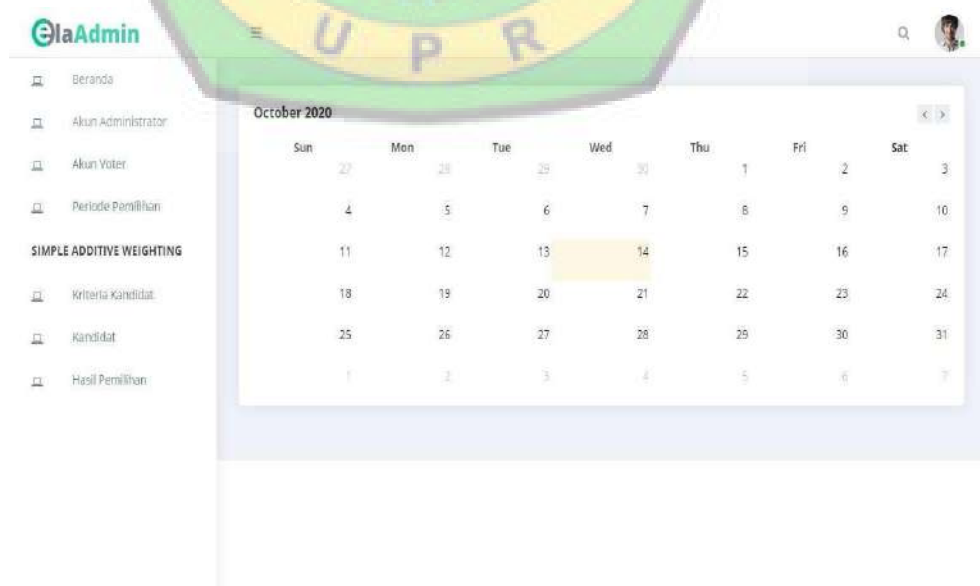 ElaAdmin
UPR
Beranda
Akun Administrator
Akun Voter
Periode Pemilihan
SIMPLE ADDITIVE WEIGHTING
Kriteria Kandidat
Kandidat
Hasil Pemilihan
October 2020
Sun Mon Tue Wed Thu Fri Sat
27 28 29 30 1 2 3
4 5 6 7 8 9 10
11 12 13 14 15 16 17
18 19 20 21 22 23 24
25 26 27 28 29 30 31
1 2 3 4 5 6 7